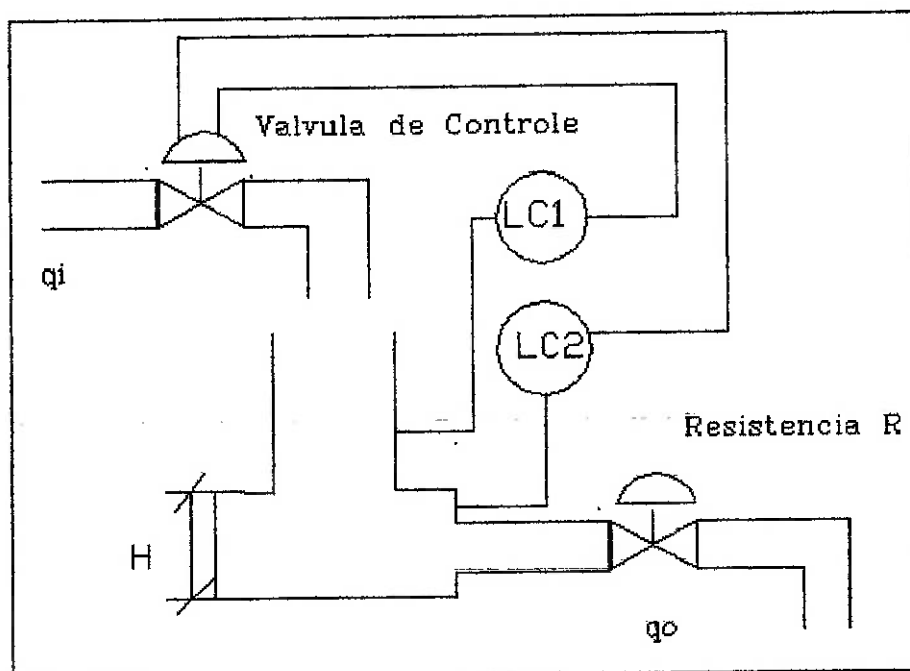 Valvula de Controle
LC1
qi
LC2
Resistencia R
H
qo